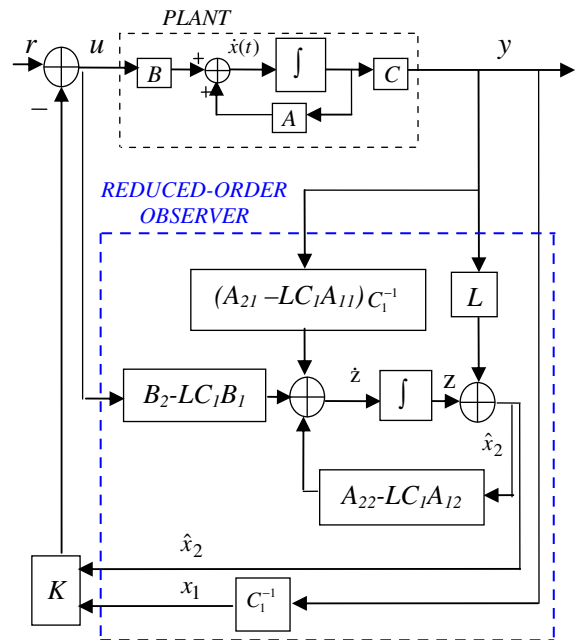 PLANT
r u ẋ(t) y
+
B ∫ C
+
A
−
REDUCED-ORDER
OBSERVER
(A₂₁ –LC₁A₁₁) C₁⁻¹
L
ż z
B₂-LC₁B₁ ∫
x̂₂
A₂₂-LC₁A₁₂
x̂₂
K x₁ C₁⁻¹